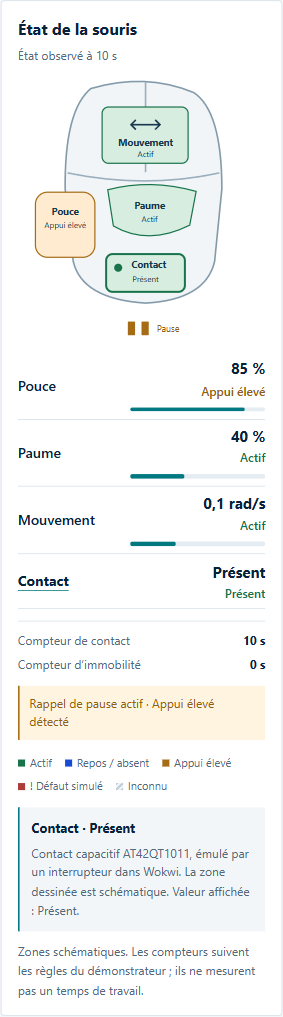 État de la souris
État observé à 10 s
Mouvement
Actif
Pouce
Appui élevé
Paume
Actif
Contact
Présent
Pause
85 %
Pouce
Appui élevé
40 %
Paume
Actif
0,1 rad/s
Mouvement
Actif
Contact
Présent
Présent
Compteur de contact 10 s
Compteur d’immobilité 0 s
Rappel de pause actif · Appui élevé
détecté
Actif Repos / absent Appui élevé
! Défaut simulé Inconnu
Contact · Présent
Contact capacitif AT42QT1011, émulé par
un interrupteur dans Wokwi. La zone
dessinée est schématique. Valeur affichée
: Présent.
Zones schématiques. Les compteurs suivent
les règles du démonstrateur ; ils ne mesurent
pas un temps de travail.